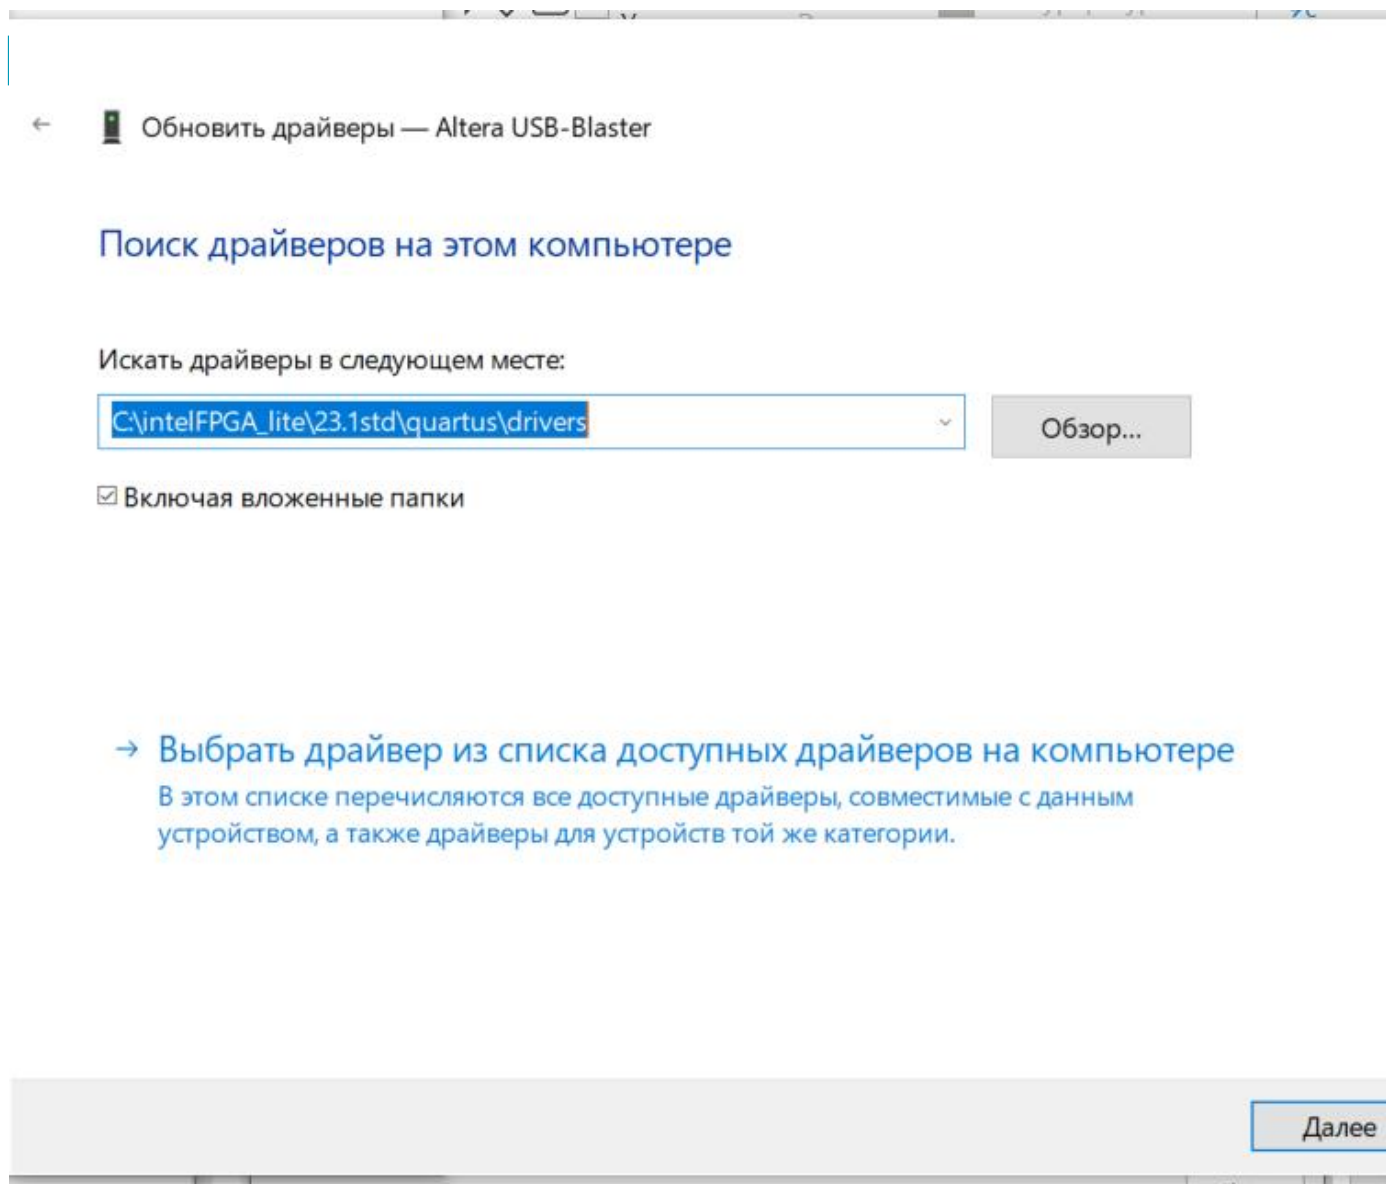 Обновить драйверы — Altera USB-Blaster
Поиск драйверов на этом компьютере
Искать драйверы в следующем месте:
C:\intelFPGA_lite\23.1std\quartus\drivers
Обзор...
Включая вложенные папки
Выбрать драйвер из списка доступных драйверов на компьютере
В этом списке перечисляются все доступные драйверы, совместимые с данным
устройством, а также драйверы для устройств той же категории.
Далее